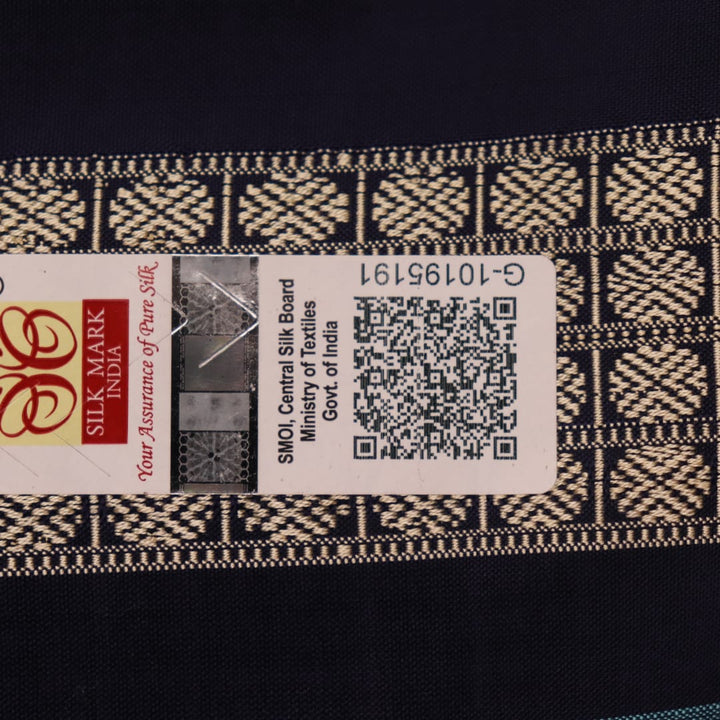 SILK MARK
INDIA
Your Assurance of Pure Silk
SMOI, Central Silk Board
Ministry of Textiles
Govt. of India
G-10195191